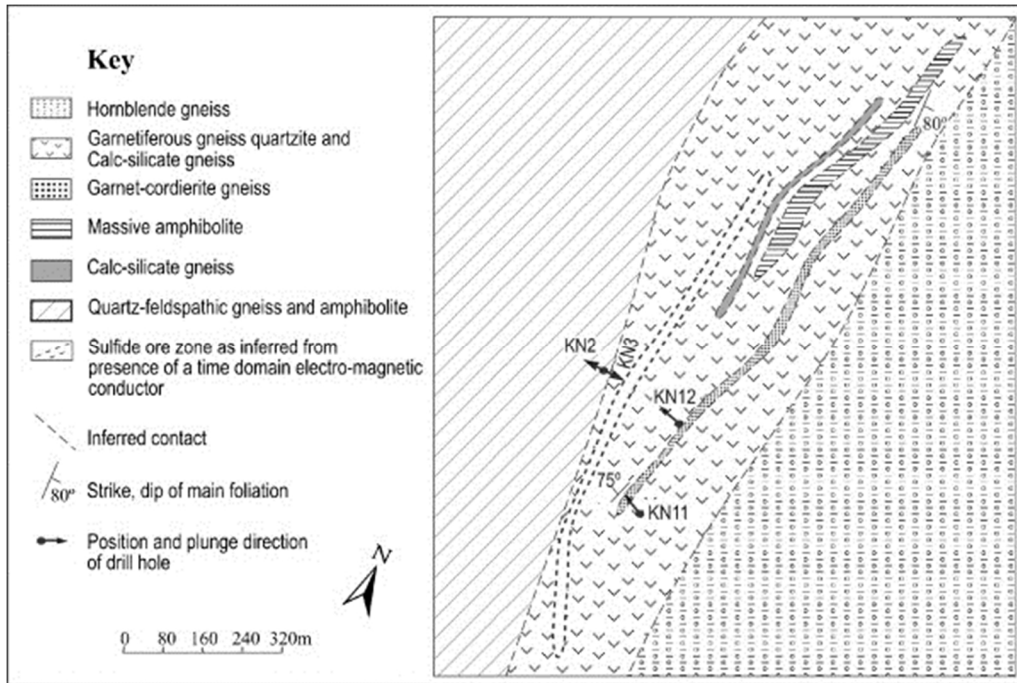 Key
Hornblende gneiss
Garnetiferous gneiss quartzite and
Calc-silicate gneiss
Garnet-cordierite gneiss
Massive amphibolite
Calc-silicate gneiss
Quartz-feldspathic gneiss and amphibolite
Sulfide ore zone as inferred from
presence of a time domain electro-magnetic
conductor
Inferred contact
80° Strike, dip of main foliation
Position and plunge direction
of drill hole
N
0 80 160 240 320m
80°
KN2
KN3
KN12
75°
KN11